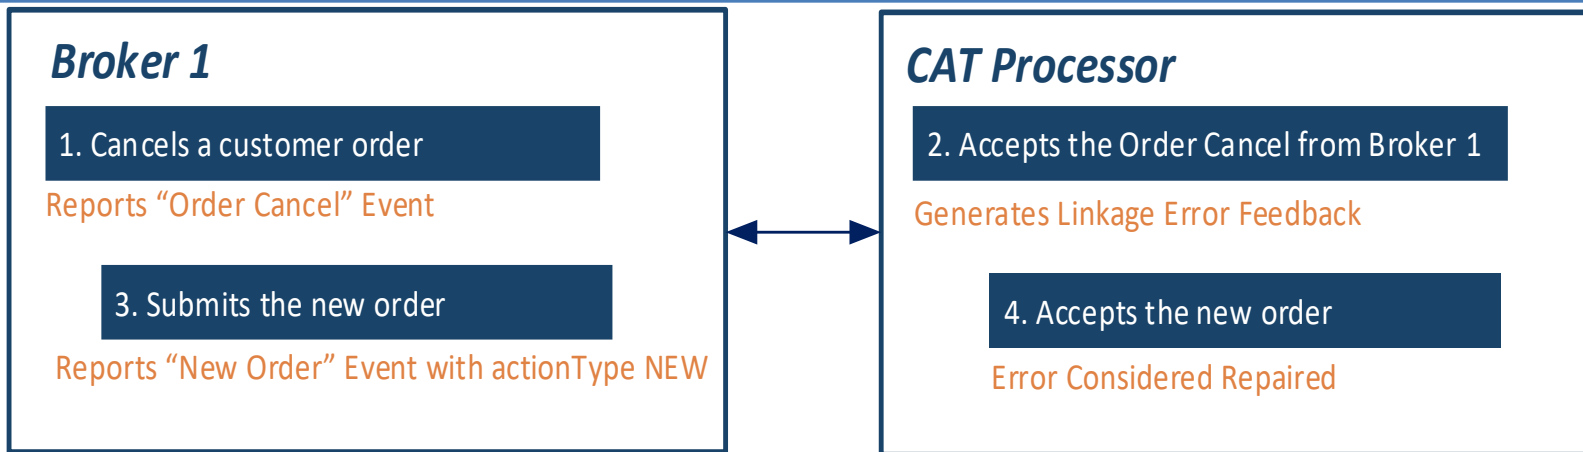 Broker 1
1. Cancels a customer order
Reports “Order Cancel” Event
3. Submits the new order
Reports “New Order” Event with actionType NEW
CAT Processor
2. Accepts the Order Cancel from Broker 1
Generates Linkage Error Feedback
4. Accepts the new order
Error Considered Repaired